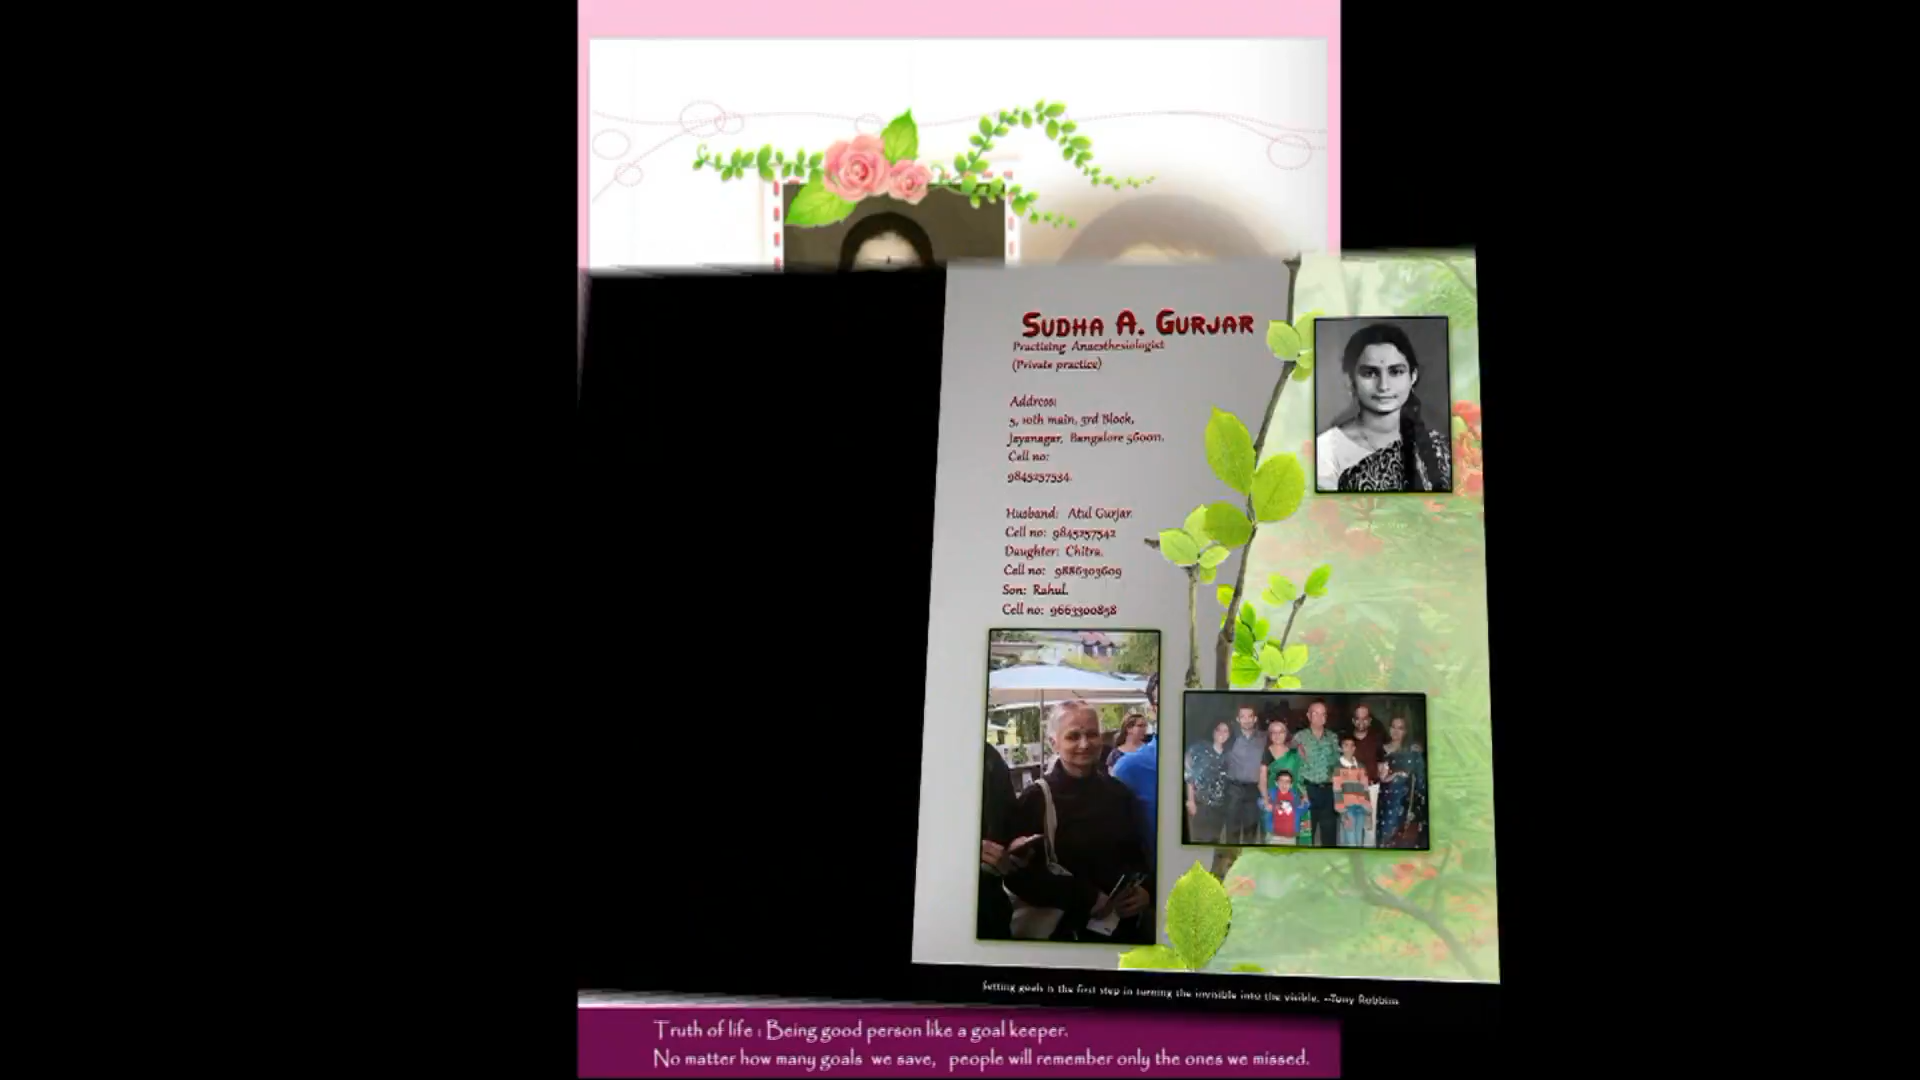 SUDHA A. GURJAR
Practising Anaesthesiologist
(Private practice)
Address:
5, 10th main, 3rd Block,
Jayanagar, Bangalore 560011.
Cell no:
9845257534.
Husband: Atul Gurjar.
Cell no: 9845257542
Daughter: Chitra.
Cell no: 9886303609
Son: Rahul.
Cell no: 9663300858
Setting goals is the first step in turning the invisible into the visible. --Tony Robbins
Truth of life : Being good person like a goal keeper.
No matter how many goals we save, people will remember only the ones we missed.